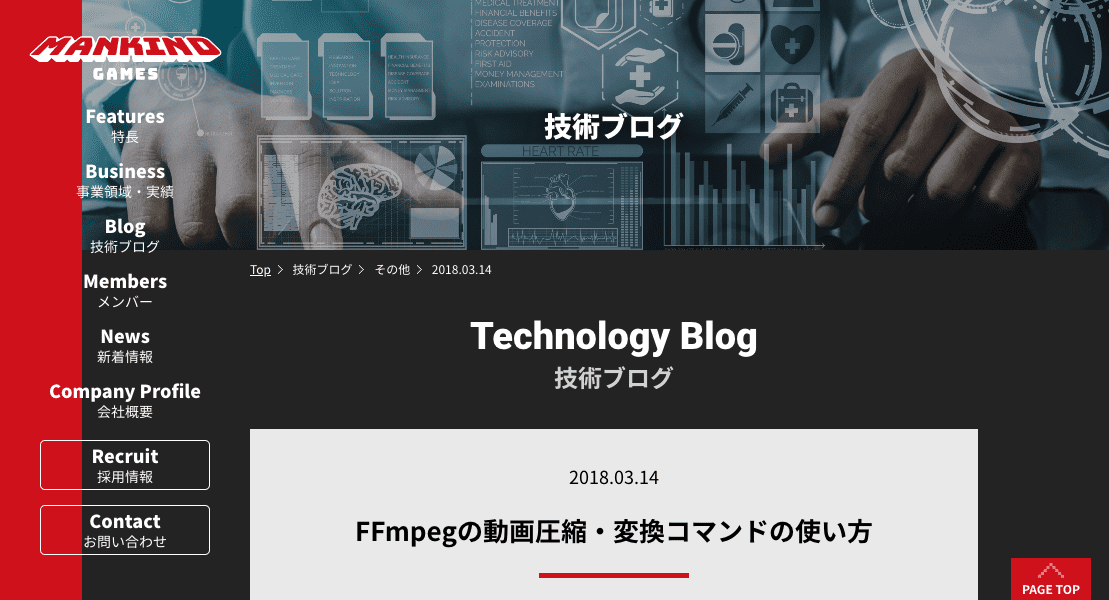 MANKIND
GAMES
Features
特長
Business
事業領域・実績
Blog
技術ブログ
Members
メンバー
News
新着情報
Company Profile
会社概要
Recruit
採用情報
Contact
お問い合わせ
MEDICAL TREATMENT
FINANCIAL BENEFITS
DISEASE COVERAGE
ACCIDENT
PROTECTION
RISK ADVISORY
FIRST AID
MONEY MANAGEMENT
EXAMINATIONS
技術ブログ
HEART RATE
Top
技術ブログ
その他
2018.03.14
Technology Blog
技術ブログ
2018.03.14
FFmpegの動画圧縮・変換コマンドの使い方
PAGE TOP